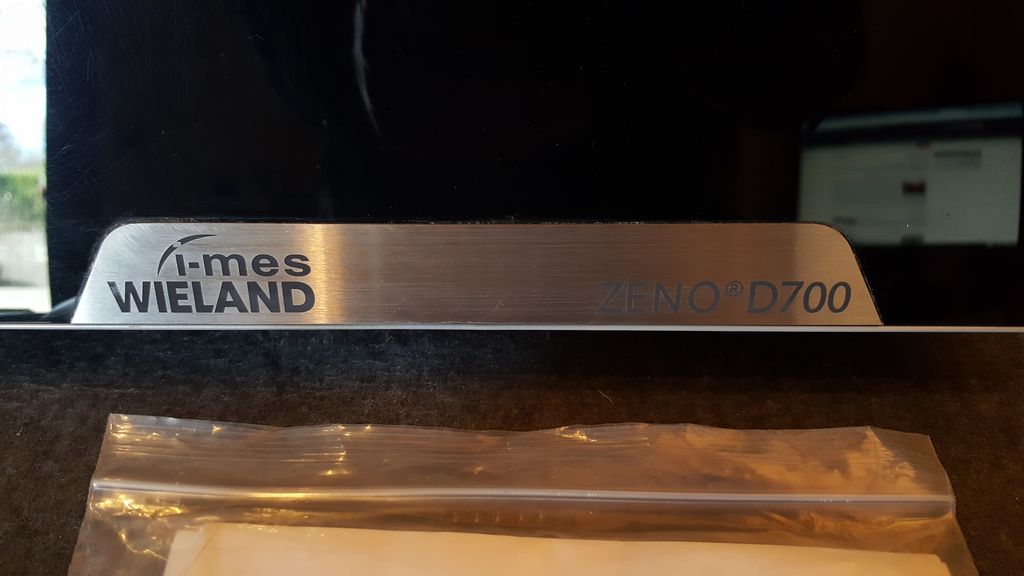 i-mes
WIELAND
ZENO® D700